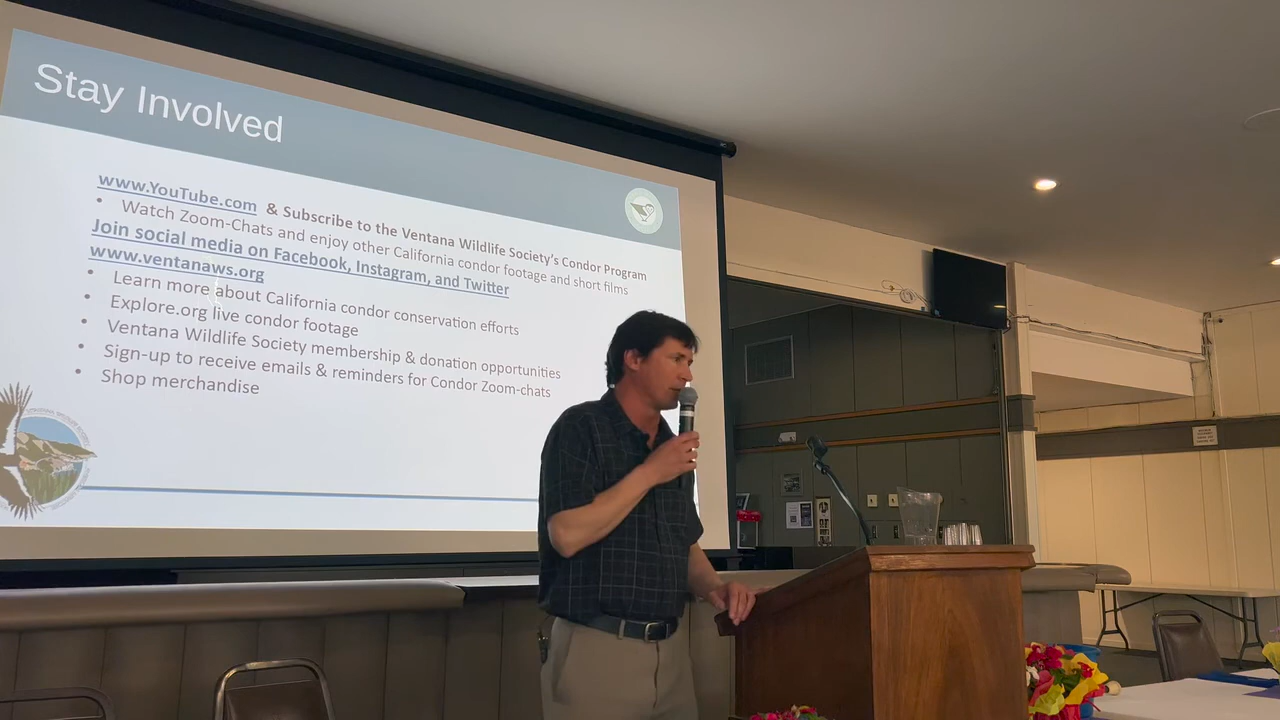 Stay Involved
www.YouTube.com & Subscribe to the Ventana Wildlife Society's Condor Program
• Watch Zoom-Chats and enjoy other California condor footage and short films
Join social media on Facebook, Instagram, and Twitter
www.ventanaws.org
• Learn more about California condor conservation efforts
• Explore.org live condor footage
• Ventana Wildlife Society membership & donation opportunities
• Sign-up to receive emails & reminders for Condor Zoom-chats
• Shop merchandise